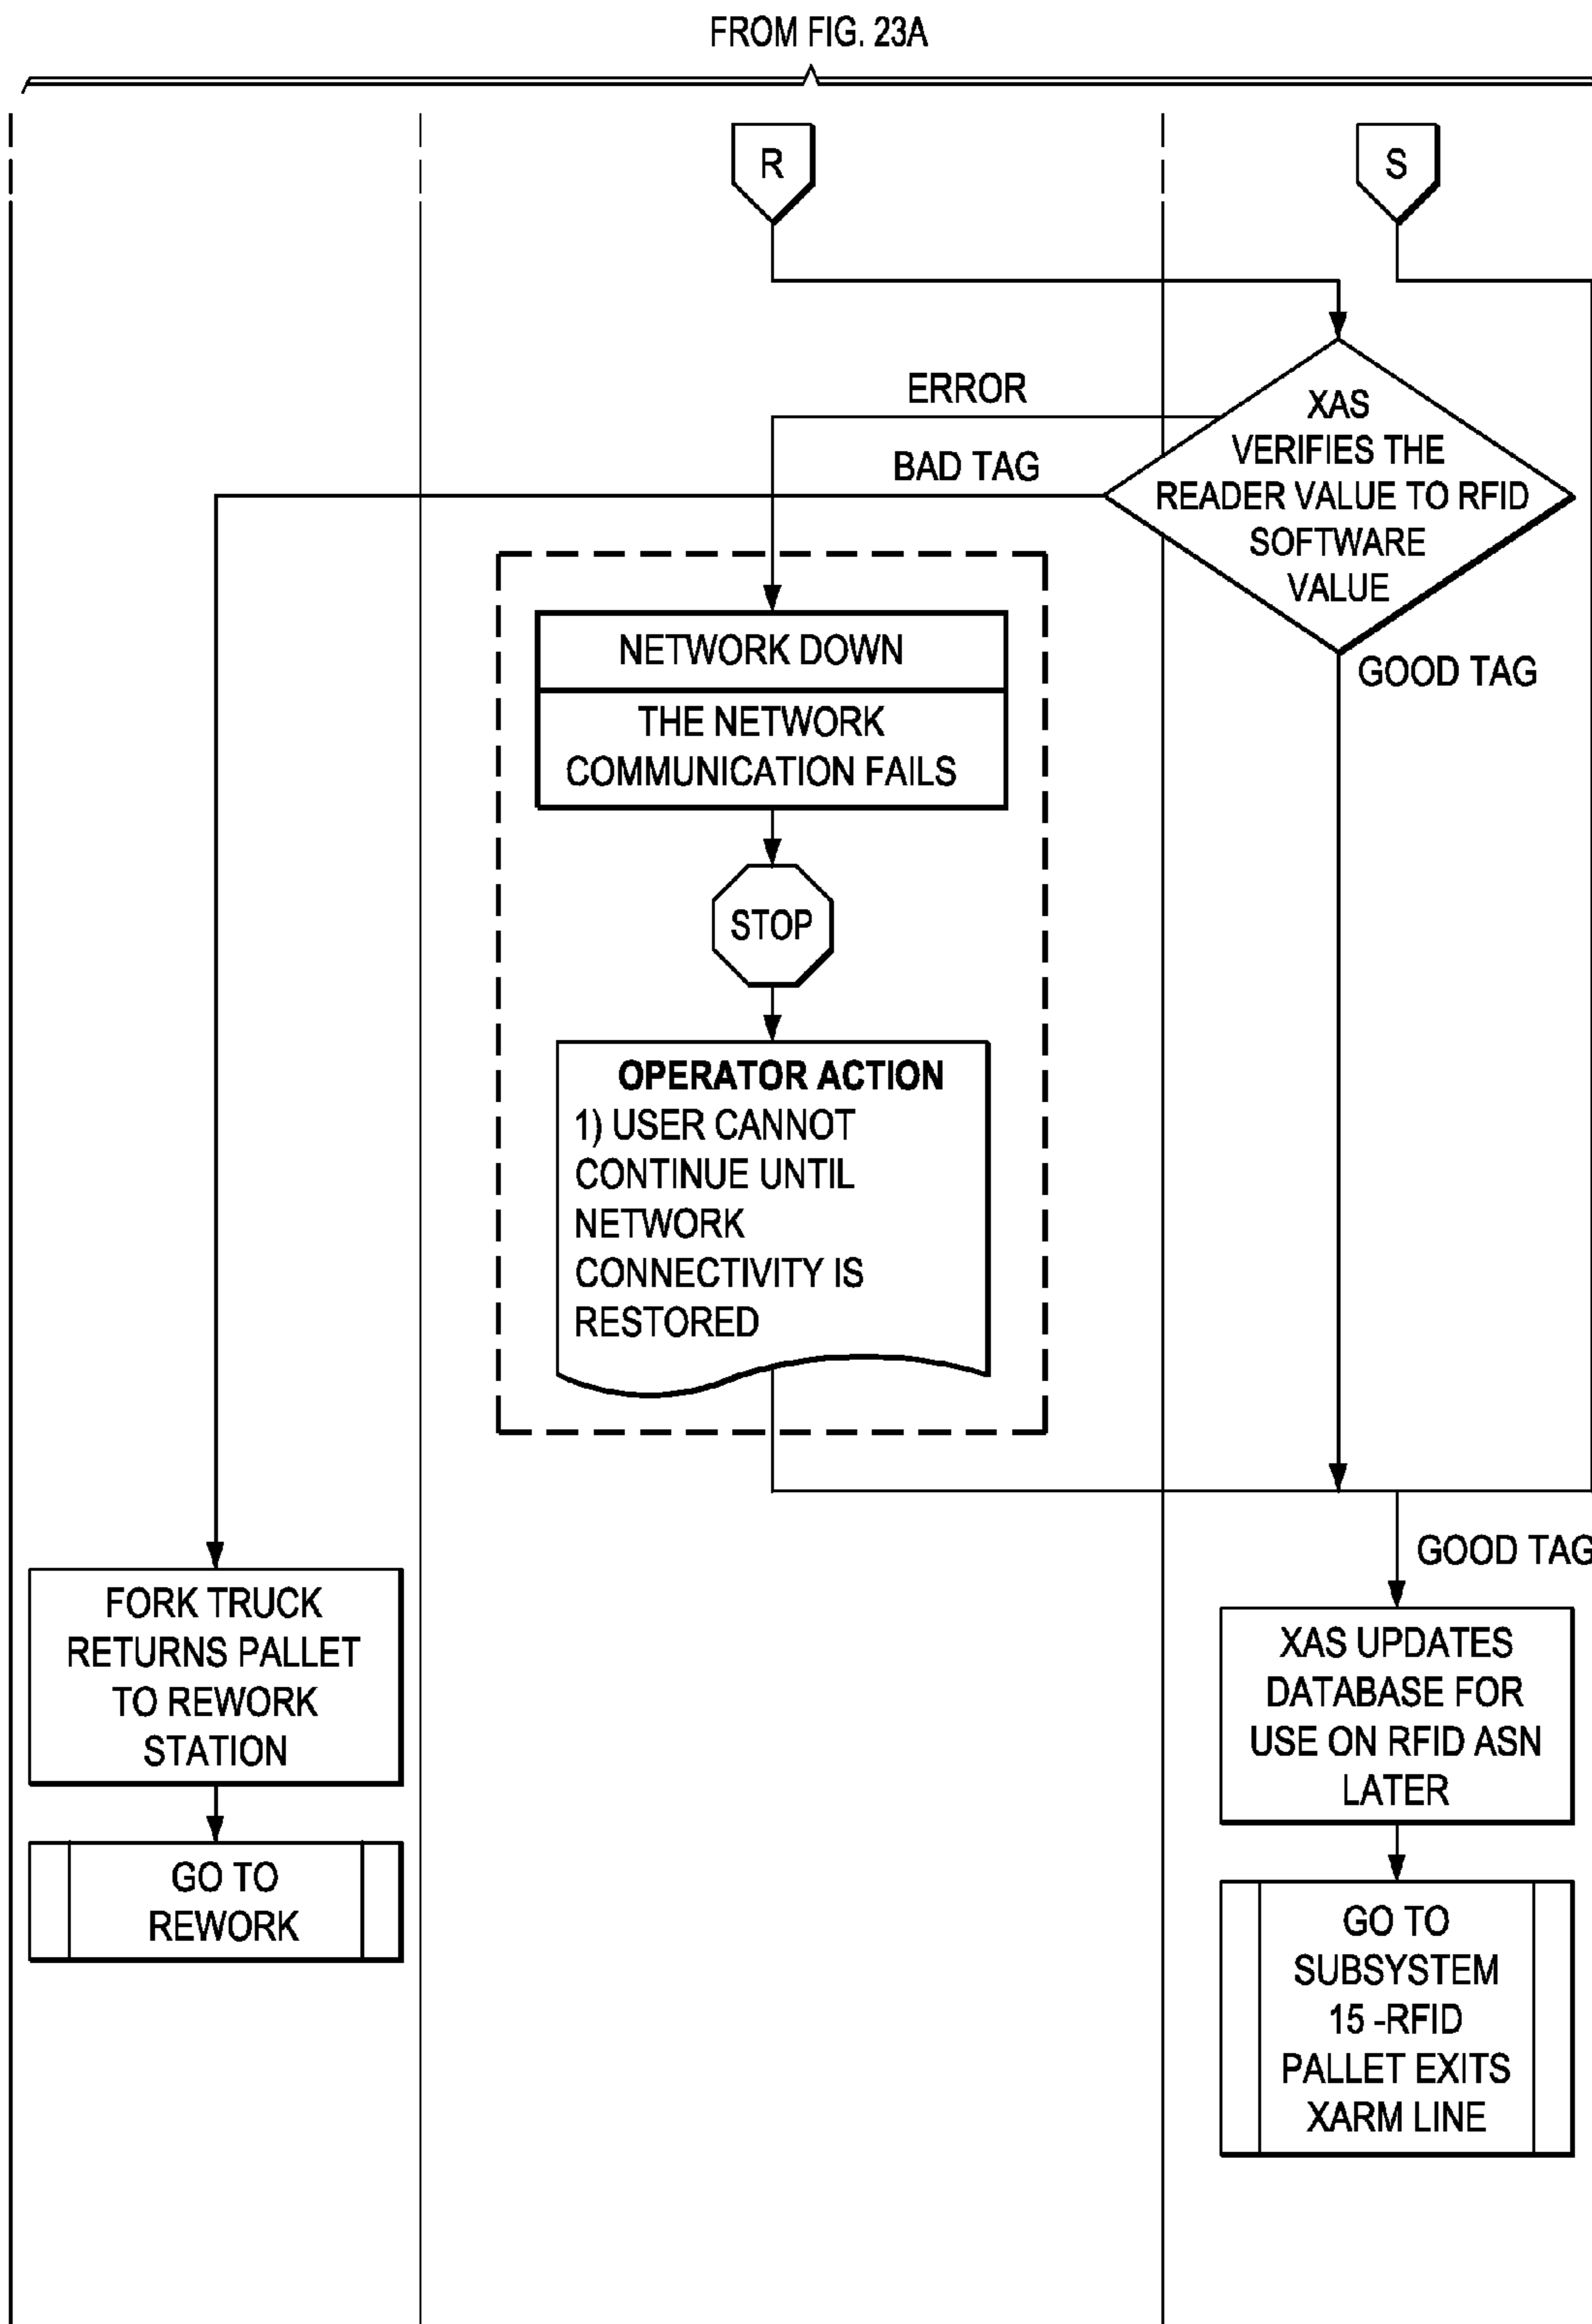 FROM FIG. 23A
R
S
XAS
VERIFIES THE
READER VALUE TO RFID
SOFTWARE
VALUE
ERROR
BAD TAG
GOOD TAG
NETWORK DOWN
THE NETWORK
COMMUNICATION FAILS
STOP
OPERATOR ACTION
1) USER CANNOT
CONTINUE UNTIL
NETWORK
CONNECTIVITY IS
RESTORED
GOOD TAG
FORK TRUCK
RETURNS PALLET
TO REWORK
STATION
GO TO
REWORK
XAS UPDATES
DATABASE FOR
USE ON RFID ASN
LATER
GO TO
SUBSYSTEM
15 -RFID
PALLET EXITS
XARM LINE